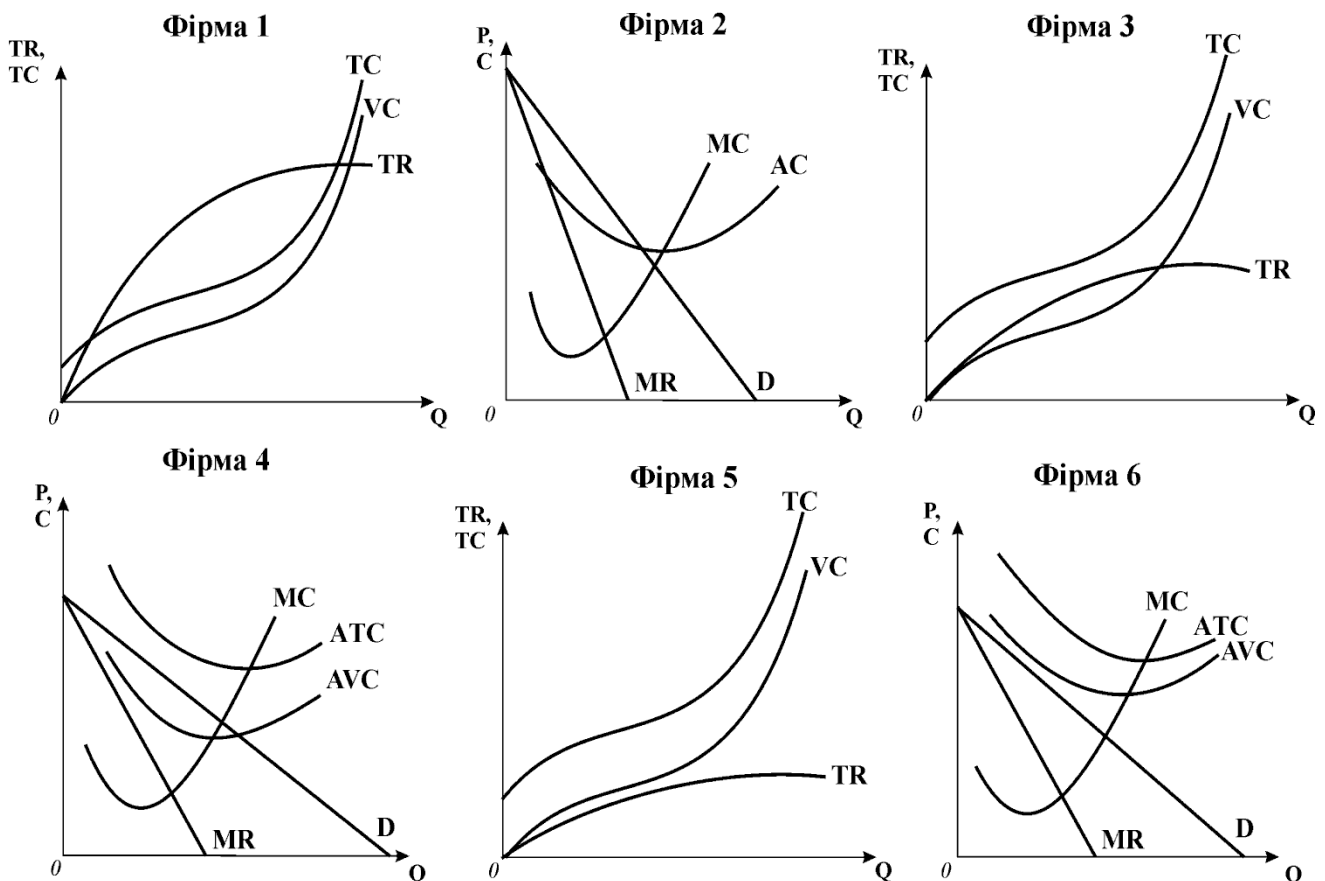 Фірма 1
TR,
TC
TC
VC
TR
0
Q
Фірма 2
P,
C
MC
AC
MR
D
0
Q
Фірма 3
TR,
TC
TC
VC
TR
0
Q
Фірма 4
P,
C
MC
ATC
AVC
MR
D
0
Q
Фірма 5
TR,
TC
TC
VC
TR
0
Q
Фірма 6
P,
C
MC
ATC
AVC
MR
D
0
Q